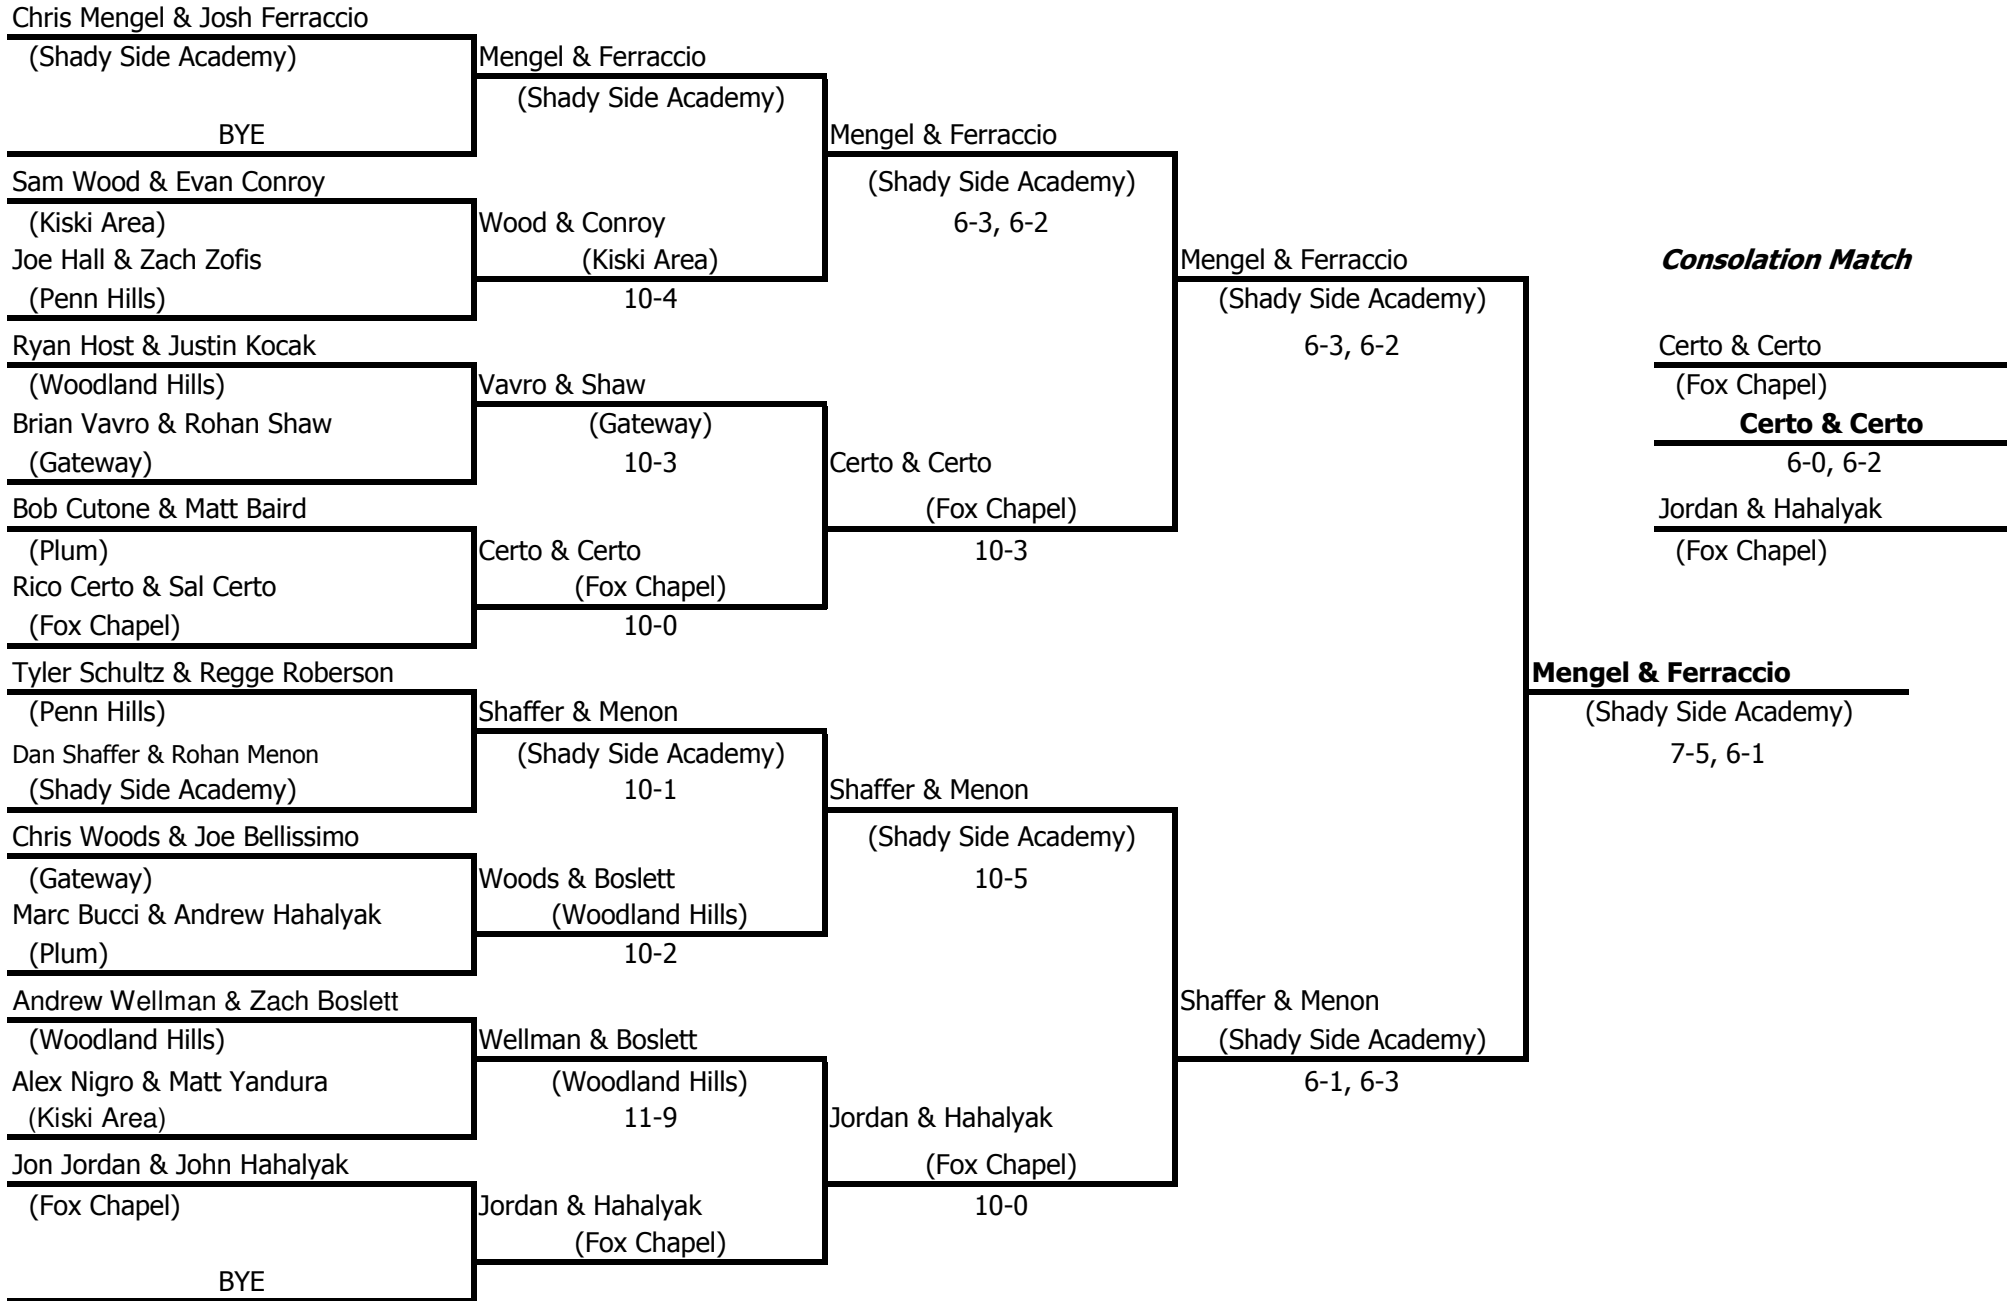 Chris Mengel & Josh Ferraccio
(Shady Side Academy)
BYE
Sam Wood & Evan Conroy
(Kiski Area)
Joe Hall & Zach Zofis
(Penn Hills)
Ryan Host & Justin Kocak
(Woodland Hills)
Brian Vavro & Rohan Shaw
(Gateway)
Bob Cutone & Matt Baird
(Plum)
Rico Certo & Sal Certo
(Fox Chapel)
Tyler Schultz & Regge Roberson
(Penn Hills)
Dan Shaffer & Rohan Menon
(Shady Side Academy)
Chris Woods & Joe Bellissimo
(Gateway)
Marc Bucci & Andrew Hahalyak
(Plum)
Andrew Wellman & Zach Boslett
(Woodland Hills)
Alex Nigro & Matt Yandura
(Kiski Area)
Jon Jordan & John Hahalyak
(Fox Chapel)
BYE
Mengel & Ferraccio
(Shady Side Academy)
Wood & Conroy
(Kiski Area)
10-4
Vavro & Shaw
(Gateway)
10-3
Certo & Certo
(Fox Chapel)
10-0
Shaffer & Menon
(Shady Side Academy)
10-1
Woods & Boslett
(Woodland Hills)
10-2
Wellman & Boslett
(Woodland Hills)
11-9
Jordan & Hahalyak
(Fox Chapel)
Mengel & Ferraccio
(Shady Side Academy)
6-3, 6-2
Certo & Certo
(Fox Chapel)
10-3
Shaffer & Menon
(Shady Side Academy)
10-5
Jordan & Hahalyak
(Fox Chapel)
10-0
Mengel & Ferraccio
(Shady Side Academy)
6-3, 6-2
Shaffer & Menon
(Shady Side Academy)
6-1, 6-3
Mengel & Ferraccio
(Shady Side Academy)
7-5, 6-1
Consolation Match
Certo & Certo
(Fox Chapel)
Certo & Certo
6-0, 6-2
Jordan & Hahalyak
(Fox Chapel)